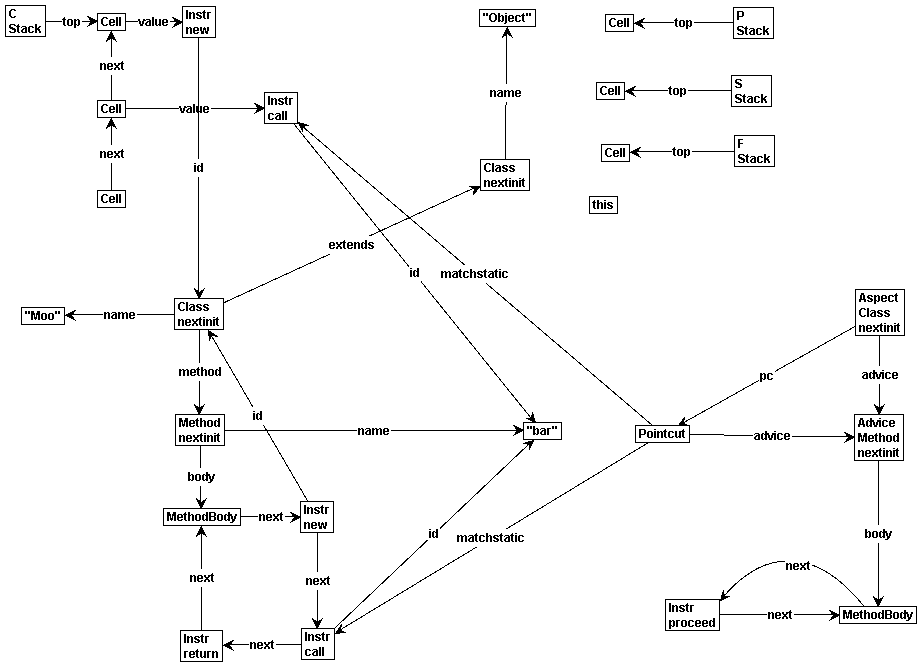 C
Stack
top
Cell
value
Instr
new
"Object"
Cell
top
P
Stack
next
name
Cell
value
Instr
call
Cell
top
S
Stack
next
id
Cell
top
F
Stack
Class
nextinit
Cell
this
extends
id
matchstatic
"Moo"
name
Class
nextinit
Aspect
Class
nextinit
method
pc
advice
id
Method
nextinit
name
"bar"
Pointcut
advice
Advice
Method
nextinit
body
MethodBody
next
Instr
new
id
matchstatic
body
next
next
next
Instr
return
next
Instr
call
Instr
proceed
next
MethodBody